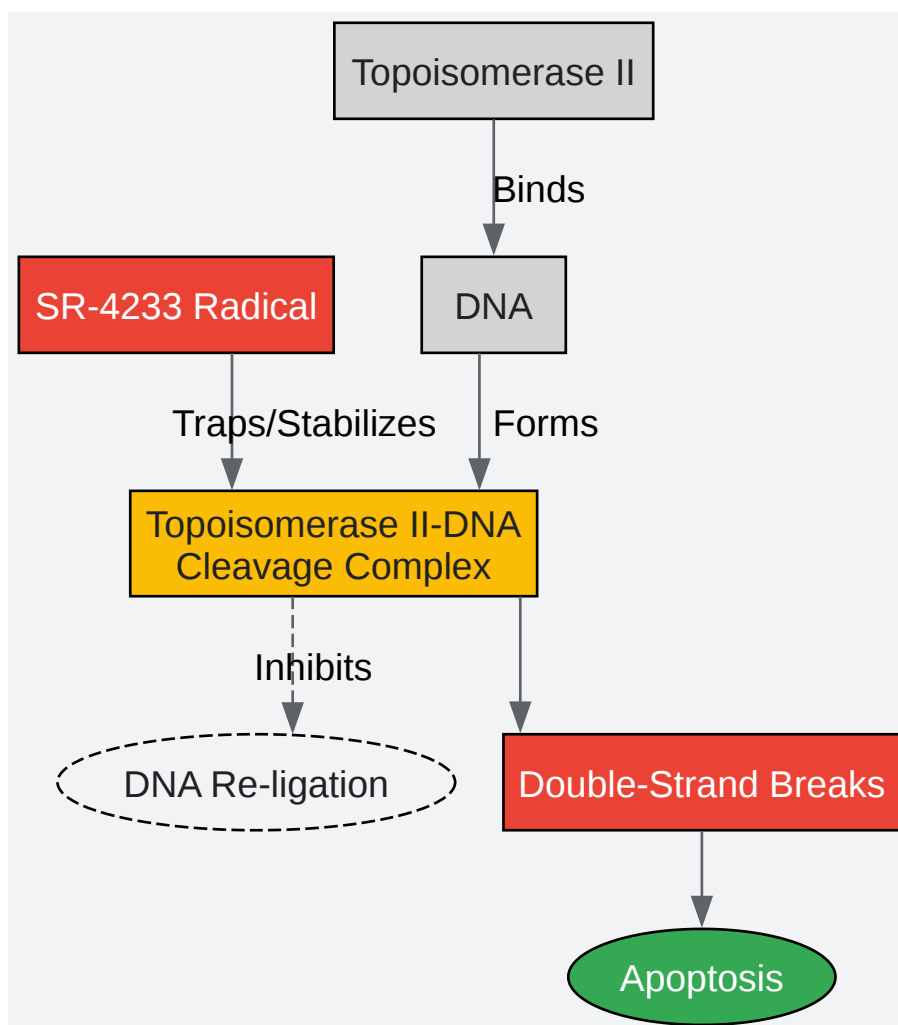 Topoisomerase II
Binds
SR-4233 Radical
DNA
Traps/Stabilizes
Forms
Topoisomerase II-DNA
Cleavage Complex
Inhibits
DNA Re-ligation
Double-Strand Breaks
Apoptosis